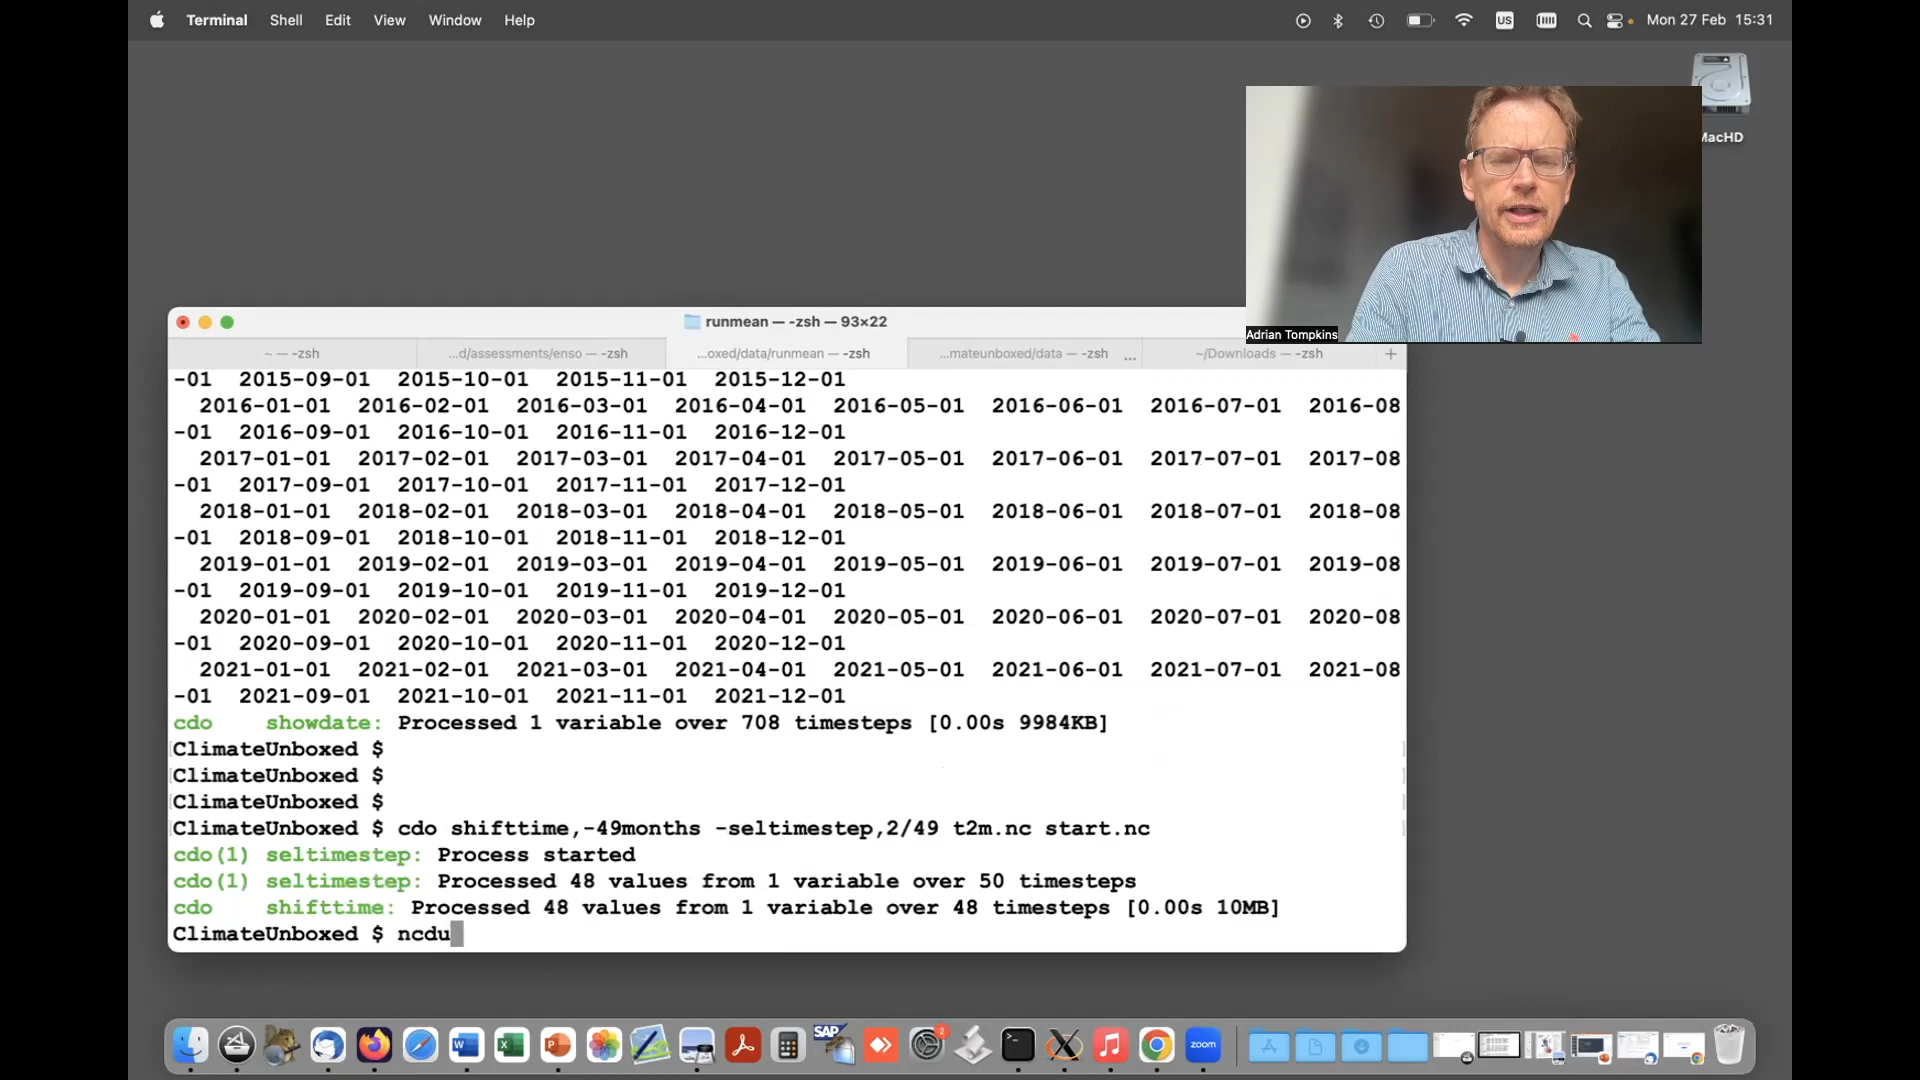 Terminal Shell Edit View Window Help US Mon 27 Feb 15:31
MacHD
Adrian Tompkins
runmean — -zsh — 93×22
~ — -zsh ...d/assessments/enso — -zsh ...oxed/data/runmean — -zsh ...mateunboxed/data — -zsh ... ~/Downloads — -zsh +
-01 2015-09-01 2015-10-01 2015-11-01 2015-12-01
2016-01-01 2016-02-01 2016-03-01 2016-04-01 2016-05-01 2016-06-01 2016-07-01 2016-08
-01 2016-09-01 2016-10-01 2016-11-01 2016-12-01
2017-01-01 2017-02-01 2017-03-01 2017-04-01 2017-05-01 2017-06-01 2017-07-01 2017-08
-01 2017-09-01 2017-10-01 2017-11-01 2017-12-01
2018-01-01 2018-02-01 2018-03-01 2018-04-01 2018-05-01 2018-06-01 2018-07-01 2018-08
-01 2018-09-01 2018-10-01 2018-11-01 2018-12-01
2019-01-01 2019-02-01 2019-03-01 2019-04-01 2019-05-01 2019-06-01 2019-07-01 2019-08
-01 2019-09-01 2019-10-01 2019-11-01 2019-12-01
2020-01-01 2020-02-01 2020-03-01 2020-04-01 2020-05-01 2020-06-01 2020-07-01 2020-08
-01 2020-09-01 2020-10-01 2020-11-01 2020-12-01
2021-01-01 2021-02-01 2021-03-01 2021-04-01 2021-05-01 2021-06-01 2021-07-01 2021-08
-01 2021-09-01 2021-10-01 2021-11-01 2021-12-01
cdo showdate: Processed 1 variable over 708 timesteps [0.00s 9984KB]
ClimateUnboxed $
ClimateUnboxed $
ClimateUnboxed $
ClimateUnboxed $ cdo shifttime,-49months -seltimestep,2/49 t2m.nc start.nc
cdo(1) seltimestep: Process started
cdo(1) seltimestep: Processed 48 values from 1 variable over 50 timesteps
cdo shifttime: Processed 48 values from 1 variable over 48 timesteps [0.00s 10MB]
ClimateUnboxed $ ncdu
W X P SAP 2 zoom